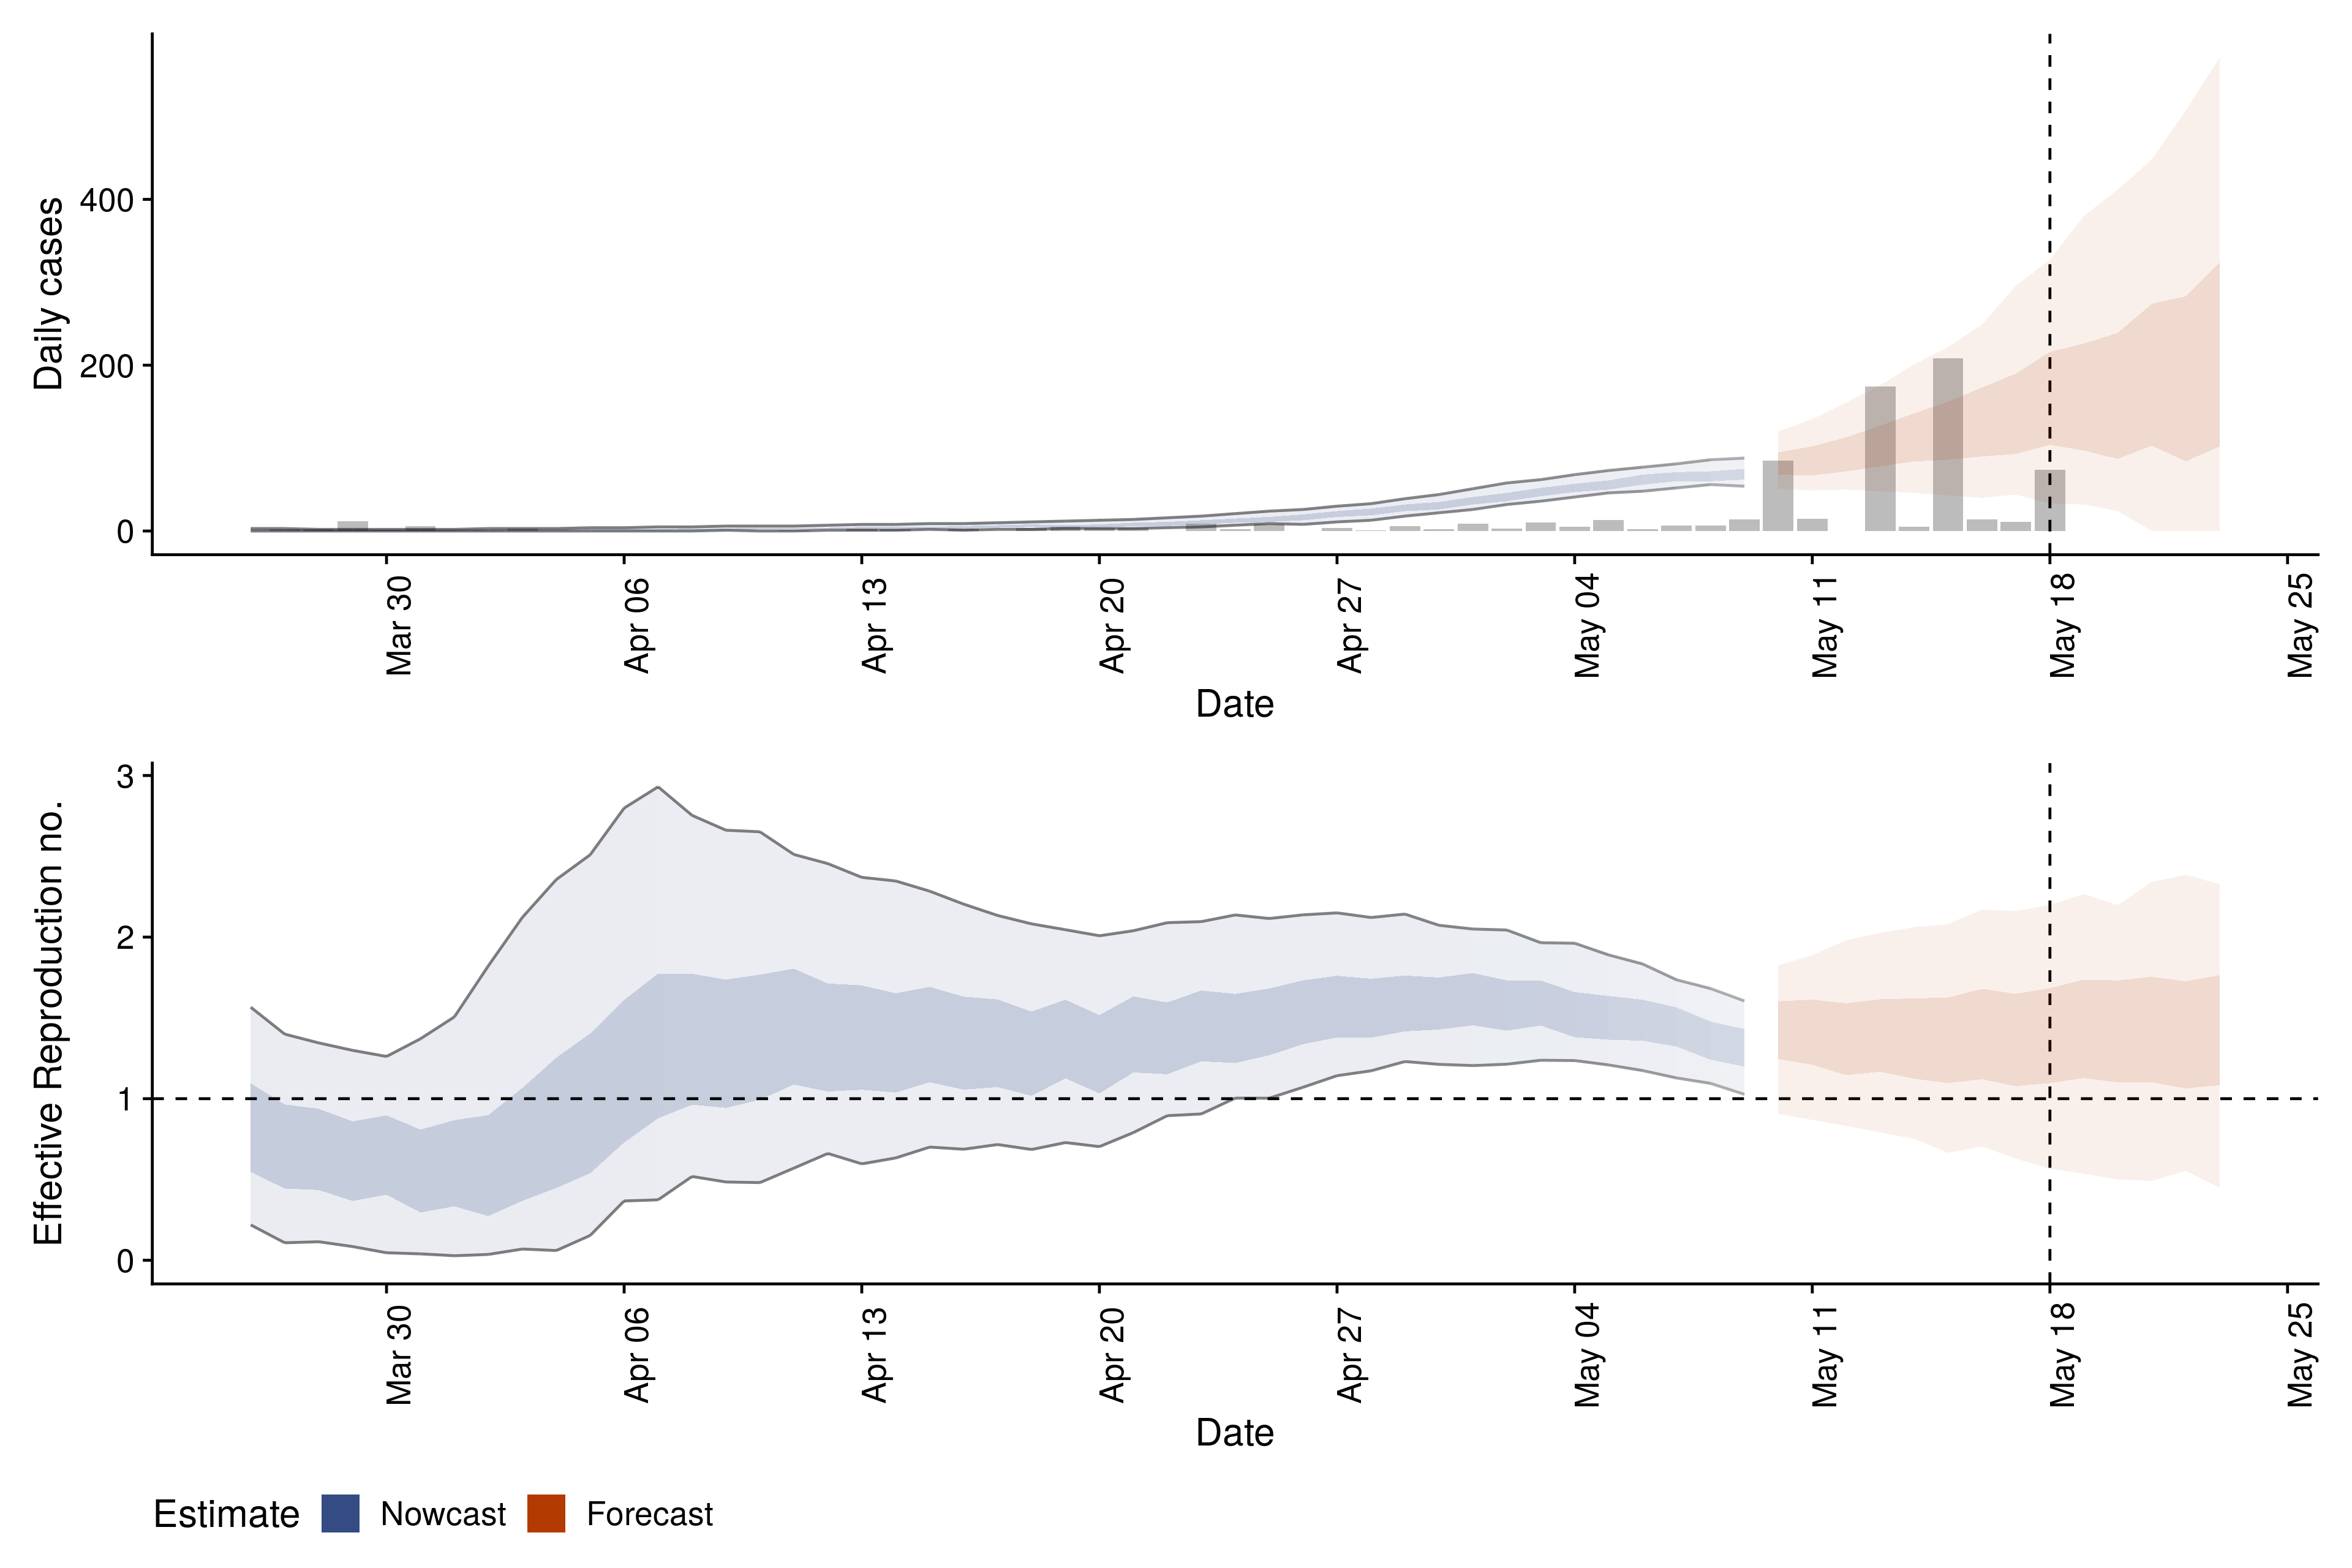 Daily cases
400
200
0
Mar 30
Apr 06
Apr 13
Apr 20
Apr 27
May 04
May 11
May 18
May 25
Date
Effective Reproduction no.
3
2
1
0
Mar 30
Apr 06
Apr 13
Apr 20
Apr 27
May 04
May 11
May 18
May 25
Date
Estimate Nowcast Forecast